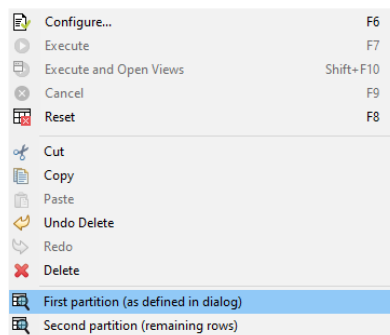 Configure... F6
Execute F7
Execute and Open Views Shift+F10
Cancel F9
Reset F8
Cut
Copy
Paste
Undo Delete
Redo
Delete
First partition (as defined in dialog)
Second partition (remaining rows)